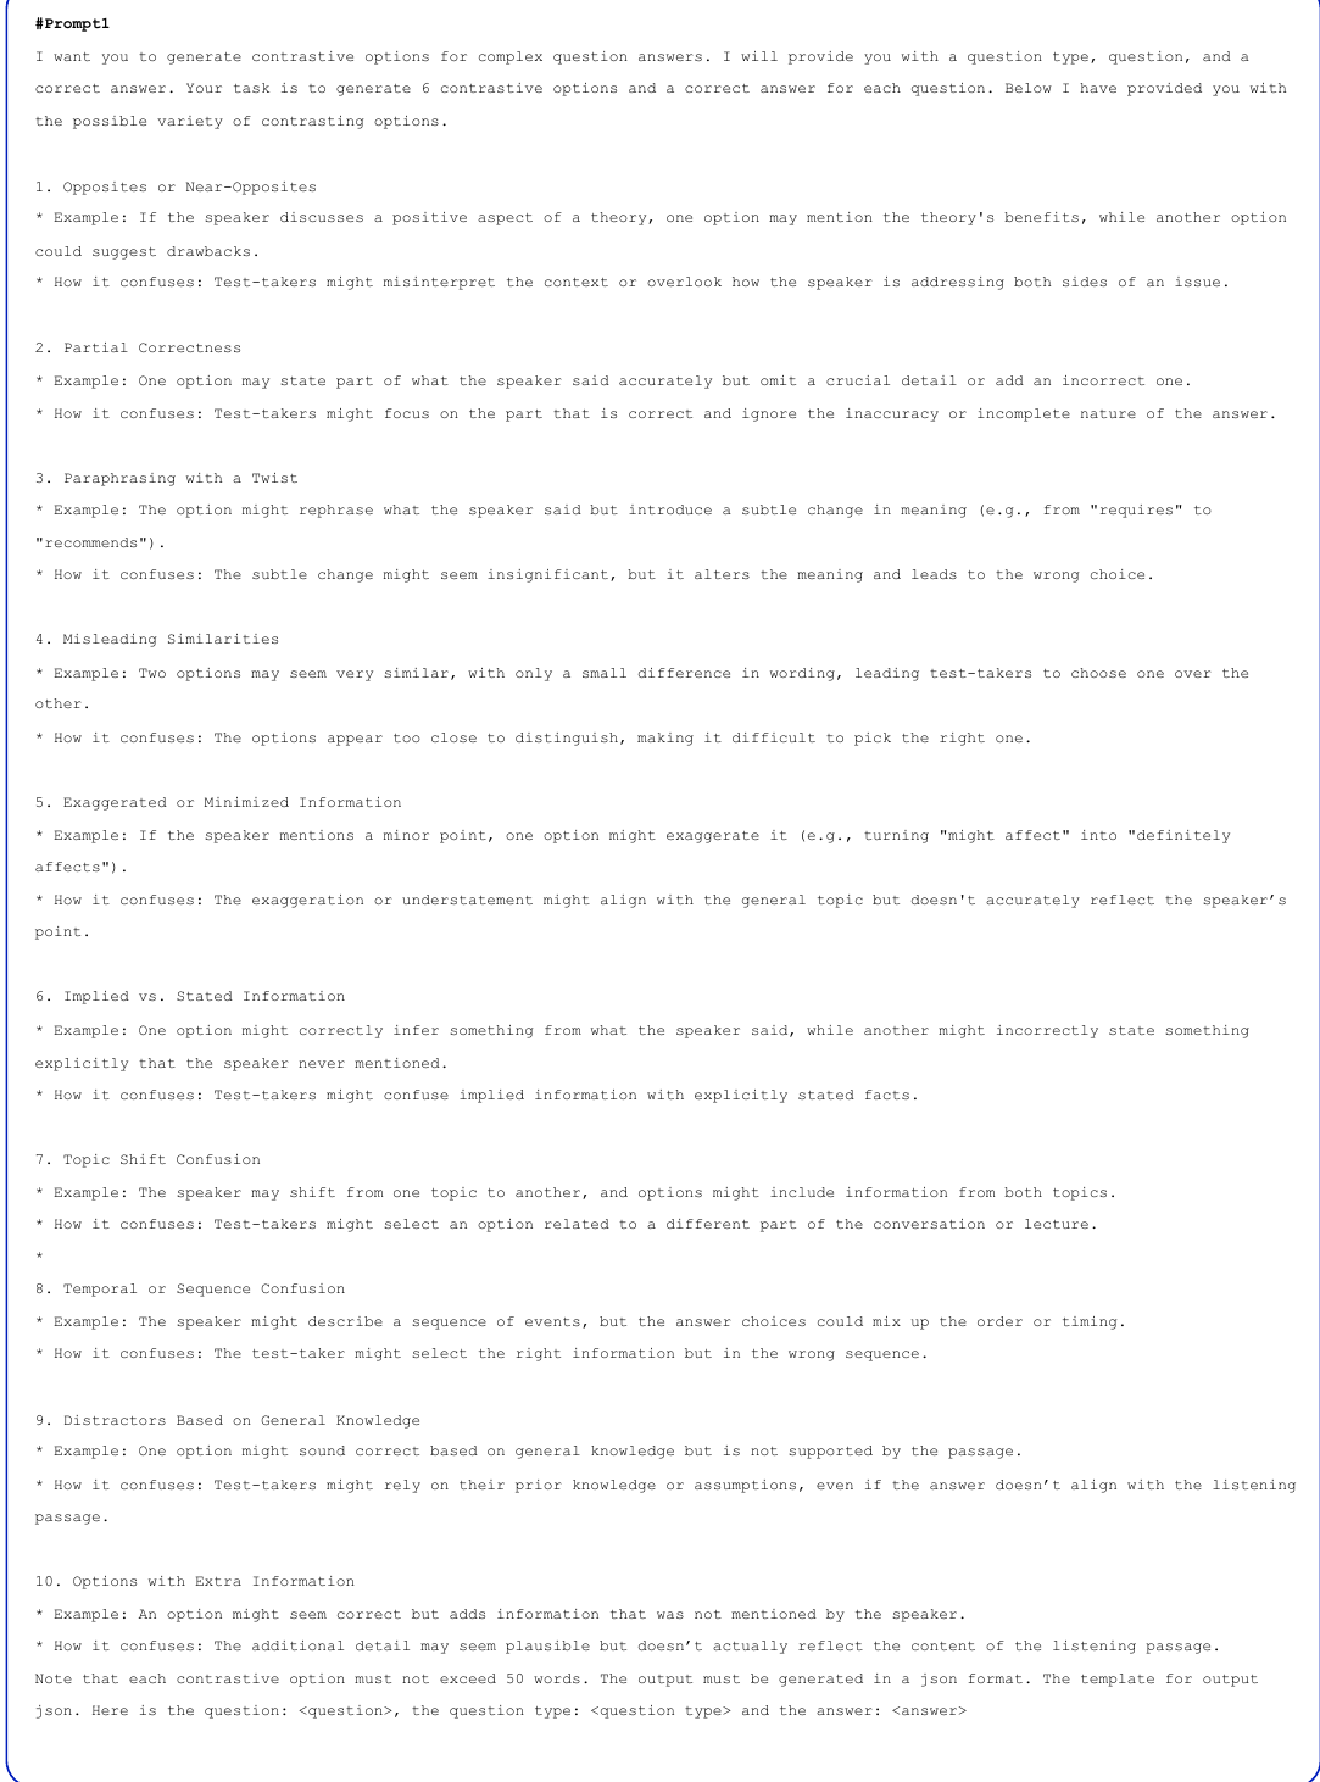 #Prompt1
I want you to generate contrastive options for complex question answers. I will provide you with a question type, question, and a
correct answer. Your task is to generate 6 contrastive options and a correct answer for each question. Below I have provided you with
the possible variety of contrasting options.
1. Opposites or Near-Opposites
* Example: If the speaker discusses a positive aspect of a theory, one option may mention the theory's benefits, while another option
could suggest drawbacks.
* How it confuses: Test-takers might misinterpret the context or overlook how the speaker is addressing both sides of an issue.
2. Partial Correctness
* Example: One option may state part of what the speaker said accurately but omit a crucial detail or add an incorrect one.
* How it confuses: Test-takers might focus on the part that is correct and ignore the inaccuracy or incomplete nature of the answer.
3. Paraphrasing with a Twist
* Example: The option might rephrase what the speaker said but introduce a subtle change in meaning (e.g., from "requires" to
"recommends").
* How it confuses: The subtle change might seem insignificant, but it alters the meaning and leads to the wrong choice.
4. Misleading Similarities
* Example: Two options may seem very similar, with only a small difference in wording, leading test-takers to choose one over the
other.
* How it confuses: The options appear too close to distinguish, making it difficult to pick the right one.
5. Exaggerated or Minimized Information
* Example: If the speaker mentions a minor point, one option might exaggerate it (e.g., turning "might affect" into "definitely
affects").
* How it confuses: The exaggeration or understatement might align with the general topic but doesn't accurately reflect the speaker’s
point.
6. Implied vs. Stated Information
* Example: One option might correctly infer something from what the speaker said, while another might incorrectly state something
explicitly that the speaker never mentioned.
* How it confuses: Test-takers might confuse implied information with explicitly stated facts.
7. Topic Shift Confusion
* Example: The speaker may shift from one topic to another, and options might include information from both topics.
* How it confuses: Test-takers might select an option related to a different part of the conversation or lecture.
*
8. Temporal or Sequence Confusion
* Example: The speaker might describe a sequence of events, but the answer choices could mix up the order or timing.
* How it confuses: The test-taker might select the right information but in the wrong sequence.
9. Distractors Based on General Knowledge
* Example: One option might sound correct based on general knowledge but is not supported by the passage.
* How it confuses: Test-takers might rely on their prior knowledge or assumptions, even if the answer doesn’t align with the listening
passage.
10. Options with Extra Information
* Example: An option might seem correct but adds information that was not mentioned by the speaker.
* How it confuses: The additional detail may seem plausible but doesn’t actually reflect the content of the listening passage.
Note that each contrastive option must not exceed 50 words. The output must be generated in a json format. The template for output
json. Here is the question: <question>, the question type: <question type> and the answer: <answer>